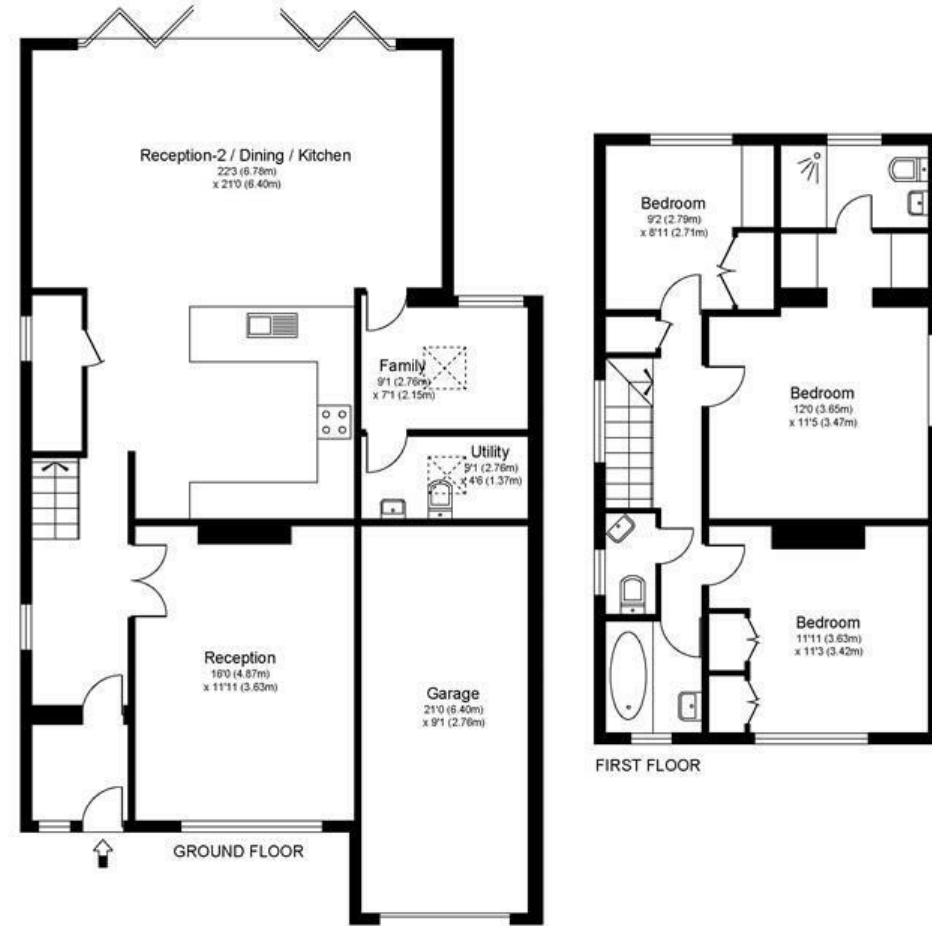 Reception-2 / Dining / Kitchen
22'3 (6.78m)
x 21'0 (6.40m)
Family
9'1 (2.76m)
x 7'1 (2.15m)
Utility
9'1 (2.76m)
x 4'6 (1.37m)
Reception
16'0 (4.87m)
x 11'11 (3.63m)
Garage
21'0 (6.40m)
x 9'1 (2.76m)
GROUND FLOOR
Bedroom
9'2 (2.79m)
x 8'11 (2.71m)
Bedroom
12'0 (3.65m)
x 11'5 (3.47m)
Bedroom
11'11 (3.63m)
x 11'3 (3.42m)
FIRST FLOOR